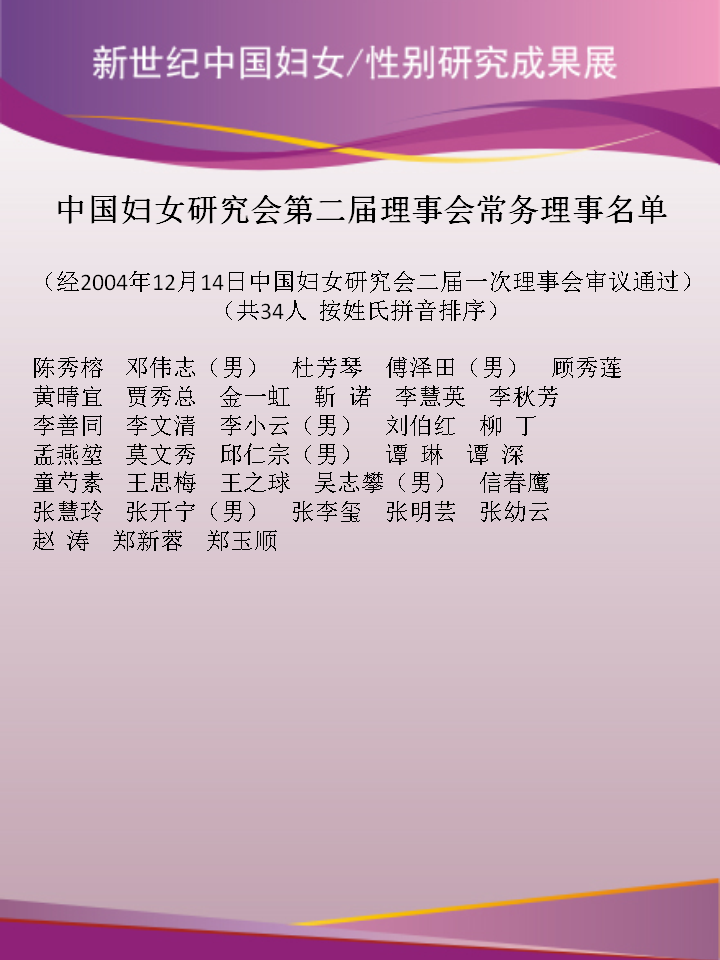 新世纪中国妇女/性别研究成果展
中国妇女研究会第二届理事会常务理事名单
（经2004年12月14日中国妇女研究会二届一次理事会审议通过）
（共34人 按姓氏拼音排序）
陈秀榕 邓伟志（男） 杜芳琴 傅泽田（男） 顾秀莲
黄晴宜 贾秀总 金一虹 靳 诺 李慧英 李秋芳
李善同 李文清 李小云（男） 刘伯红 柳 丁
孟燕堃 莫文秀 邱仁宗（男） 谭 琳 谭 深
童芍素 王思梅 王之球 吴志攀（男） 信春鹰
张慧玲 张开宁（男） 张李玺 张明芸 张幼云
赵 涛 郑新蓉 郑玉顺